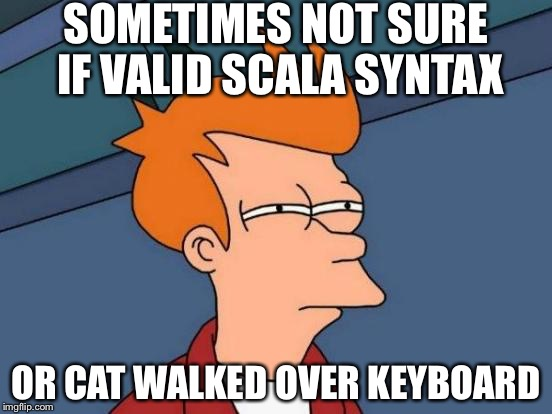 SOMETIMES NOT SURE
IF VALID SCALA SYNTAX
OR CAT WALKED OVER KEYBOARD
imgflip.com